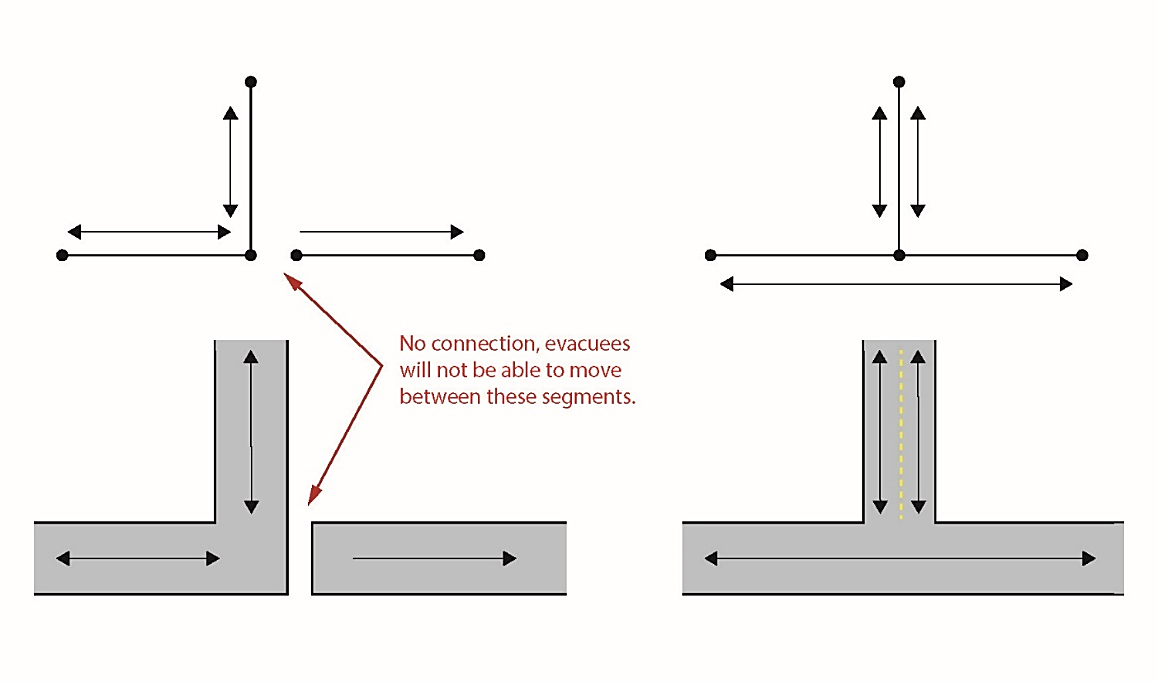 No connection, evacuees
will not be able to move
between these segments.